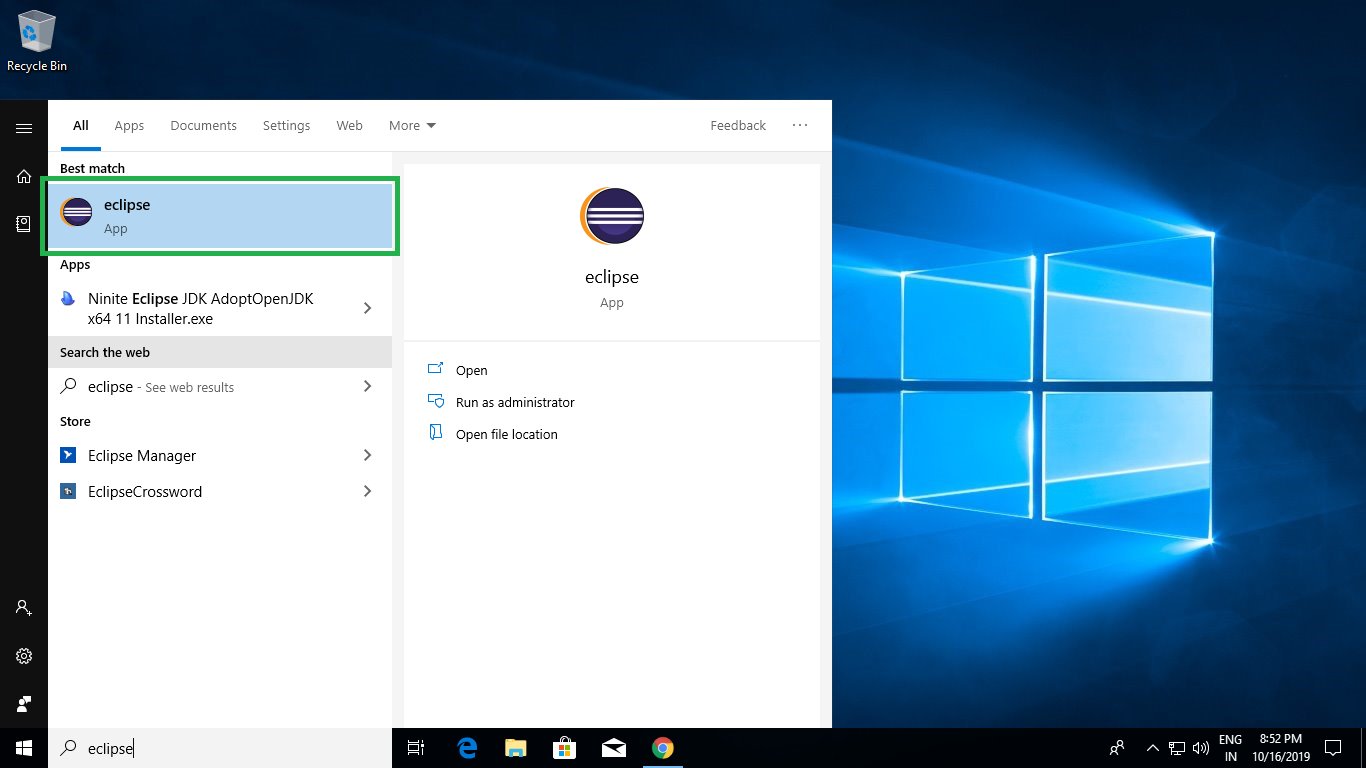 Recycle Bin
All Apps Documents Settings Web More Feedback ...
Best match
eclipse
App
Apps
Ninite Eclipse JDK AdoptOpenJDK
x64 11 Installer.exe
Search the web
eclipse - See web results
Store
Eclipse Manager
EclipseCrossword
eclipse
App
Open
Run as administrator
Open file location
eclipse
ENG
IN
8:52 PM
10/16/2019